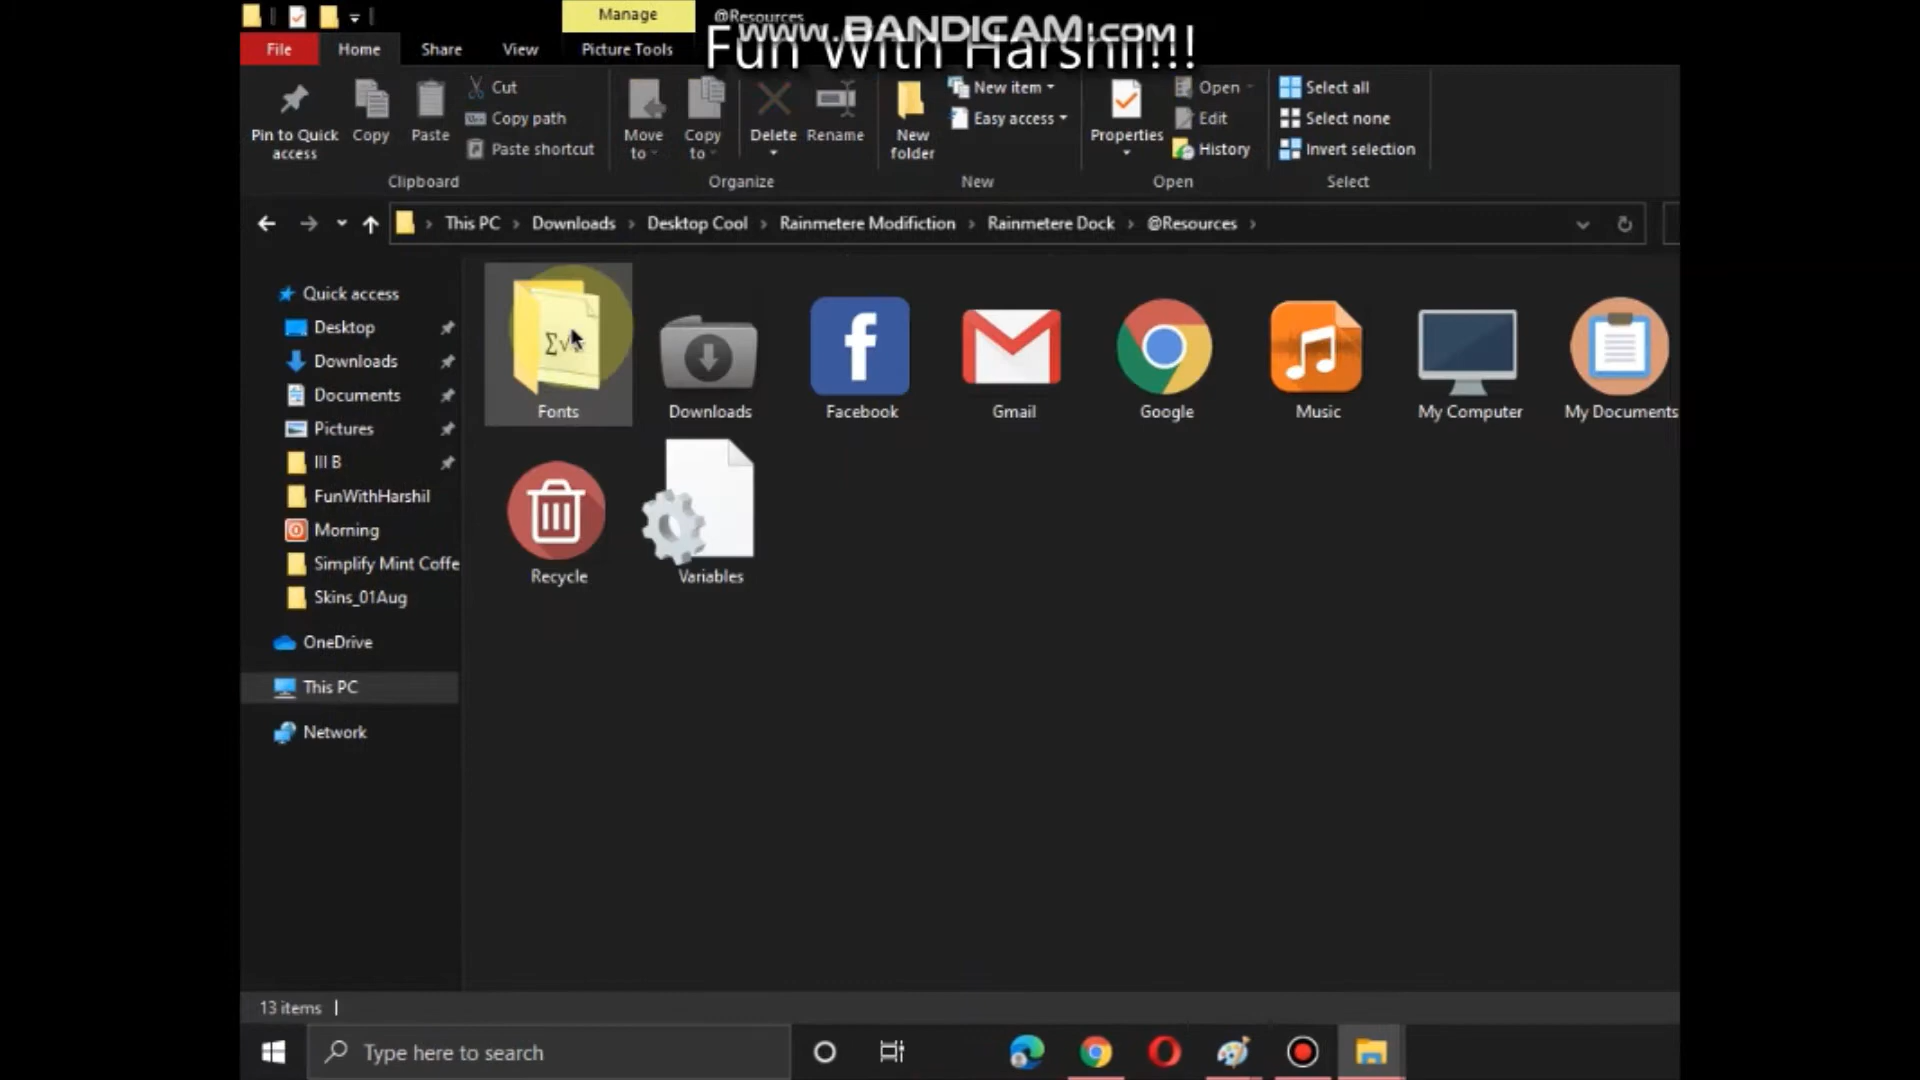 Manage
@Resources
www.BANDICAM.com
Fun With Harshil!!!
File
Home
Share
View
Picture Tools
Pin to Quick
access
Copy
Paste
Cut
Copy path
Paste shortcut
Clipboard
Move
to
Copy
to
Delete
Rename
Organize
New
folder
New item
Easy access
New
Properties
Open
Edit
History
Open
Select all
Select none
Invert selection
Select
This PC
Downloads
Desktop Cool
Rainmetere Modifiction
Rainmetere Dock
@Resources
Quick access
Desktop
Downloads
Documents
Pictures
III B
FunWithHarshil
Morning
Simplify Mint Coffe
Skins_01Aug
OneDrive
This PC
Network
Fonts
Downloads
Facebook
Gmail
Google
Music
My Computer
My Documents
Recycle
Variables
13 items
Type here to search